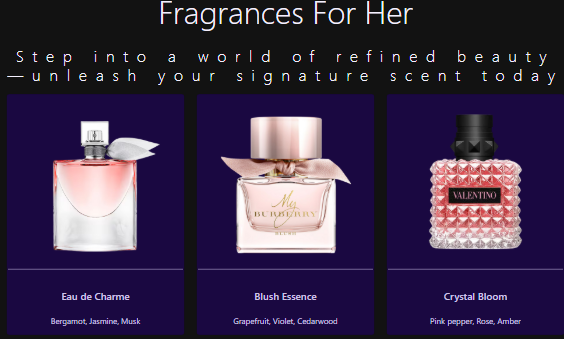 Fragrances For Her
Step into a world of refined beauty
—unleash your signature scent today
My
BURBERRY
BLUSH
VALENTINO
Eau de Charme
Blush Essence
Crystal Bloom
Bergamot, Jasmine, Musk
Grapefruit, Violet, Cedarwood
Pink pepper, Rose, Amber